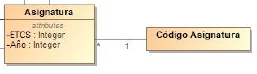 Asignatura
attributes
-ETCS : Integer
-Año : Integer
*
1
Código Asignatura